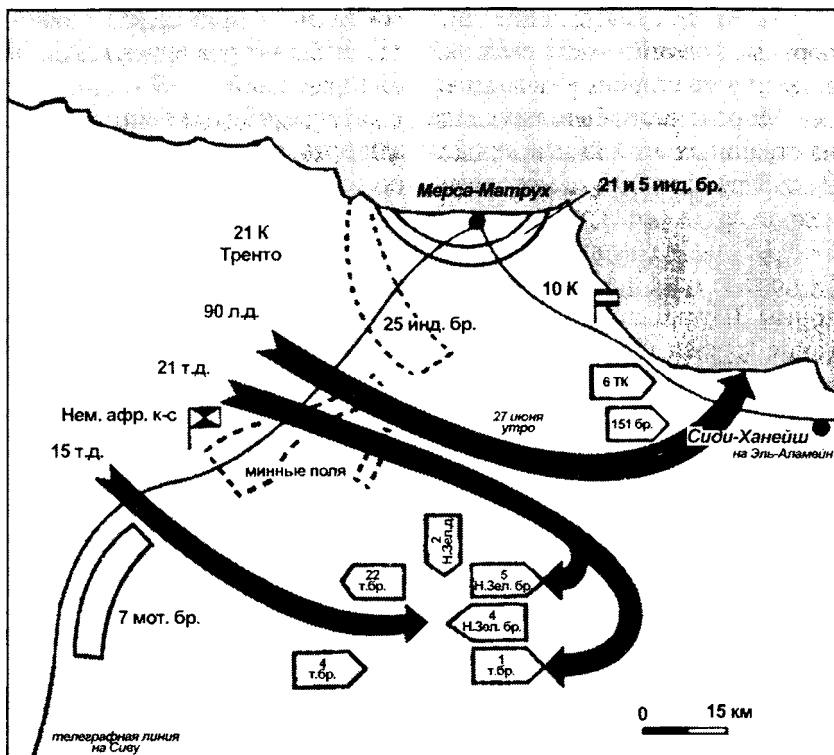 Мерса-Матрух
21 и 5 инд. бр.
21 К
Тренто
10 К
90 л.д.
25 инд. бр.
21 т.д.
6 ТК
Нем. афр. к-с
27 июня
утро
151 бр.
Сиди-Ханейш
на Эль-Аламейн
15 т.д.
минные поля
2
Н.Зел.д.
22
т.бр.
5
Н.Зел. бр.
4
Н.Зел. бр.
7 мот. бр.
4
т.бр.
1
т.бр.
0 15 км
телеграфная линия
на Сиву